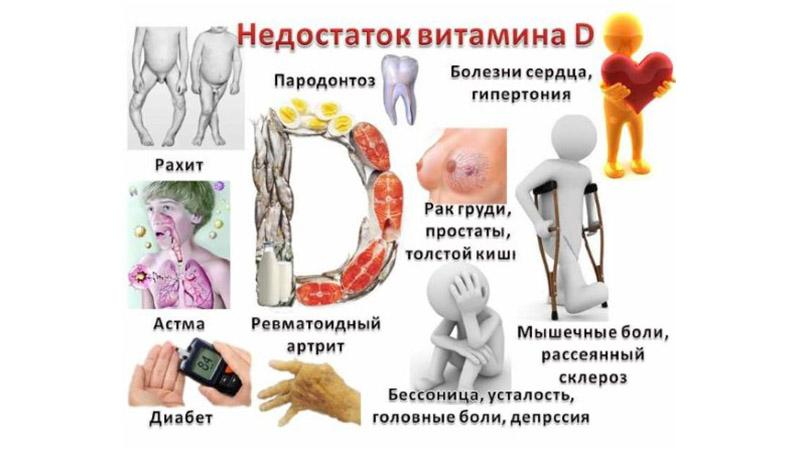 Недостаток витамина D
Пародонтоз
Болезни сердца,
гипертония
Рахит
Рак груди,
простаты,
толстой киш
Астма
Ревматоидный
артрит
Мышечные боли,
рассеянный
склероз
84
Диабет
Бессоница, усталость,
головные боли, депрссия